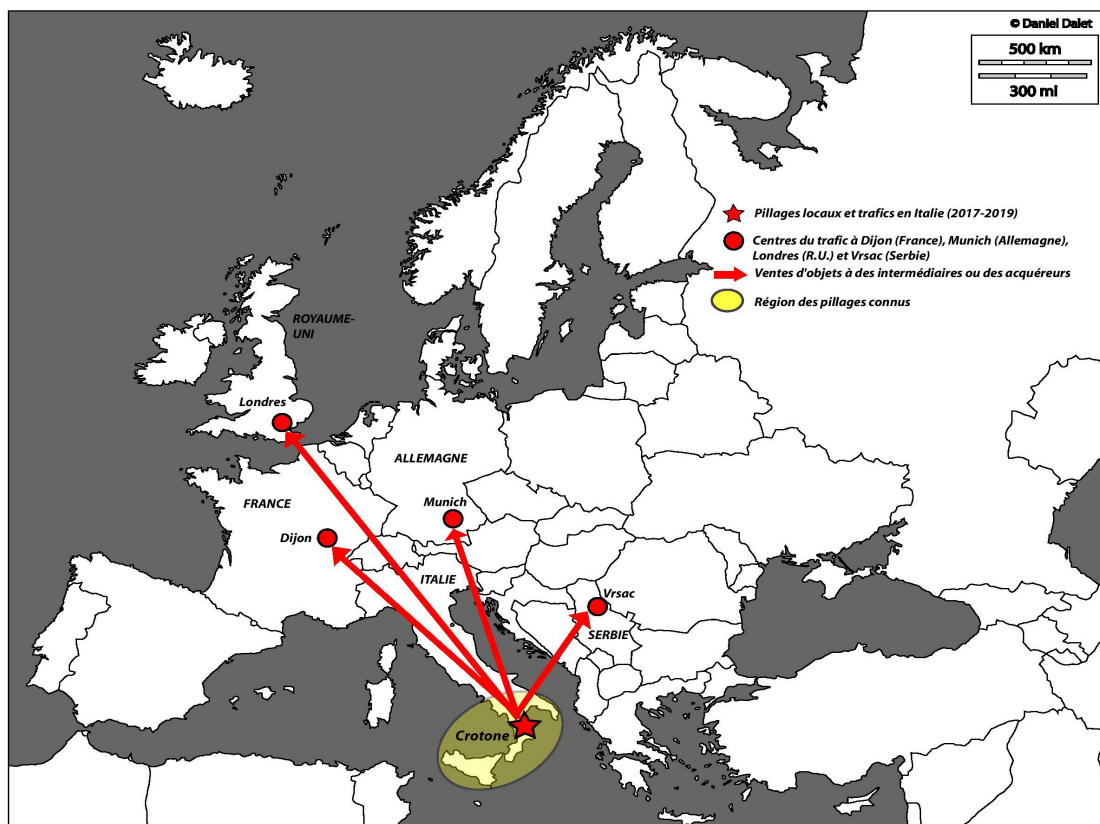 © Daniel Dalet
500 km
300 mi
Pillages locaux et trafics en Italie (2017-2019)
Centres du trafic à Dijon (France), Munich (Allemagne),
Londres (R.U.) et Vrsac (Serbie)
Ventes d'objets à des intermédiaires ou des acquéreurs
Région des pillages connus
ROYAUME-
UNI
Londres
ALLEMAGNE
Munich
FRANCE
Dijon
ITALIE
Vrsac
SERBIE
Crotone